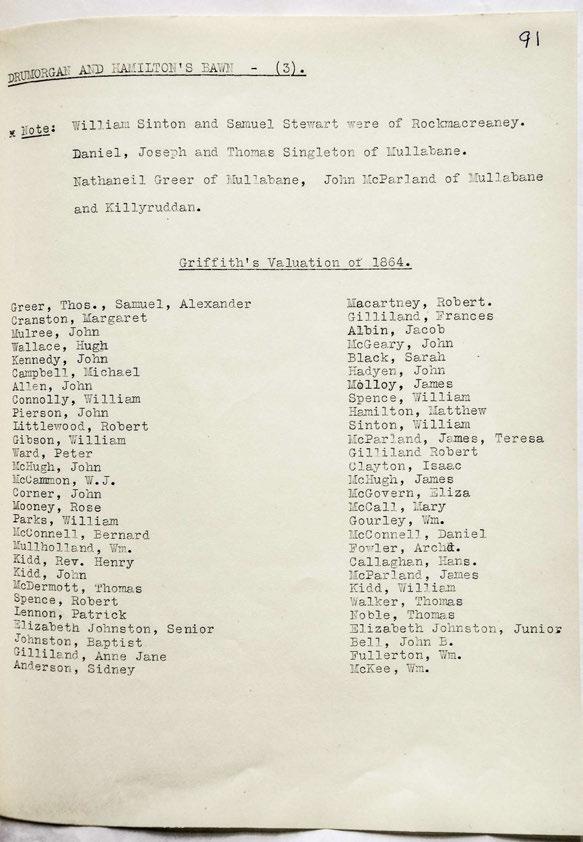 91
DRUMORGAN AND HAMILTON'S BAWN - (3).
* Note: William Sinton and Samuel Stewart were of Rockmacreaney.
Daniel, Joseph and Thomas Singleton of Mullabane.
Nathaneil Greer of Mullabane, John McParland of Mullabane
and Killyruddan.
Griffith's Valuation of 1864.
Greer, Thos., Samuel, Alexander
Cranston, Margaret
Mulree, John
Wallace, Hugh
Kennedy, John
Campbell, Michael
Allen, John
Connolly, William
Pierson, John
Littlewood, Robert
Gibson, William
Ward, Peter
McHugh, John
McCammon, W.J.
Corner, John
Mooney, Rose
Parks, William
McConnell, Bernard
Mullholland, Wm.
Kidd, Rev. Henry
Kidd, John
McDermott, Thomas
Spence, Robert
Lennon, Patrick
Elizabeth Johnston, Senior
Johnston, Baptist
Gilliland, Anne Jane
Anderson, Sidney
Macartney, Robert.
Gilliland, Frances
Albin, Jacob
McGeary, John
Black, Sarah
Hadyen, John
Molloy, James
Spence, William
Hamilton, Matthew
Sinton, William
McParland, James, Teresa
Gilliland Robert
Clayton, Isaac
McHugh, James
McGovern, Eliza
McCall, Mary
Gourley, Wm.
McConnell, Daniel
Fowler, Archd.
Callaghan, Hans.
McParland, James
Kidd, William
Walker, Thomas
Noble, Thomas
Elizabeth Johnston, Junior
Bell, John B.
Fullerton, Wm.
McKee, Wm.